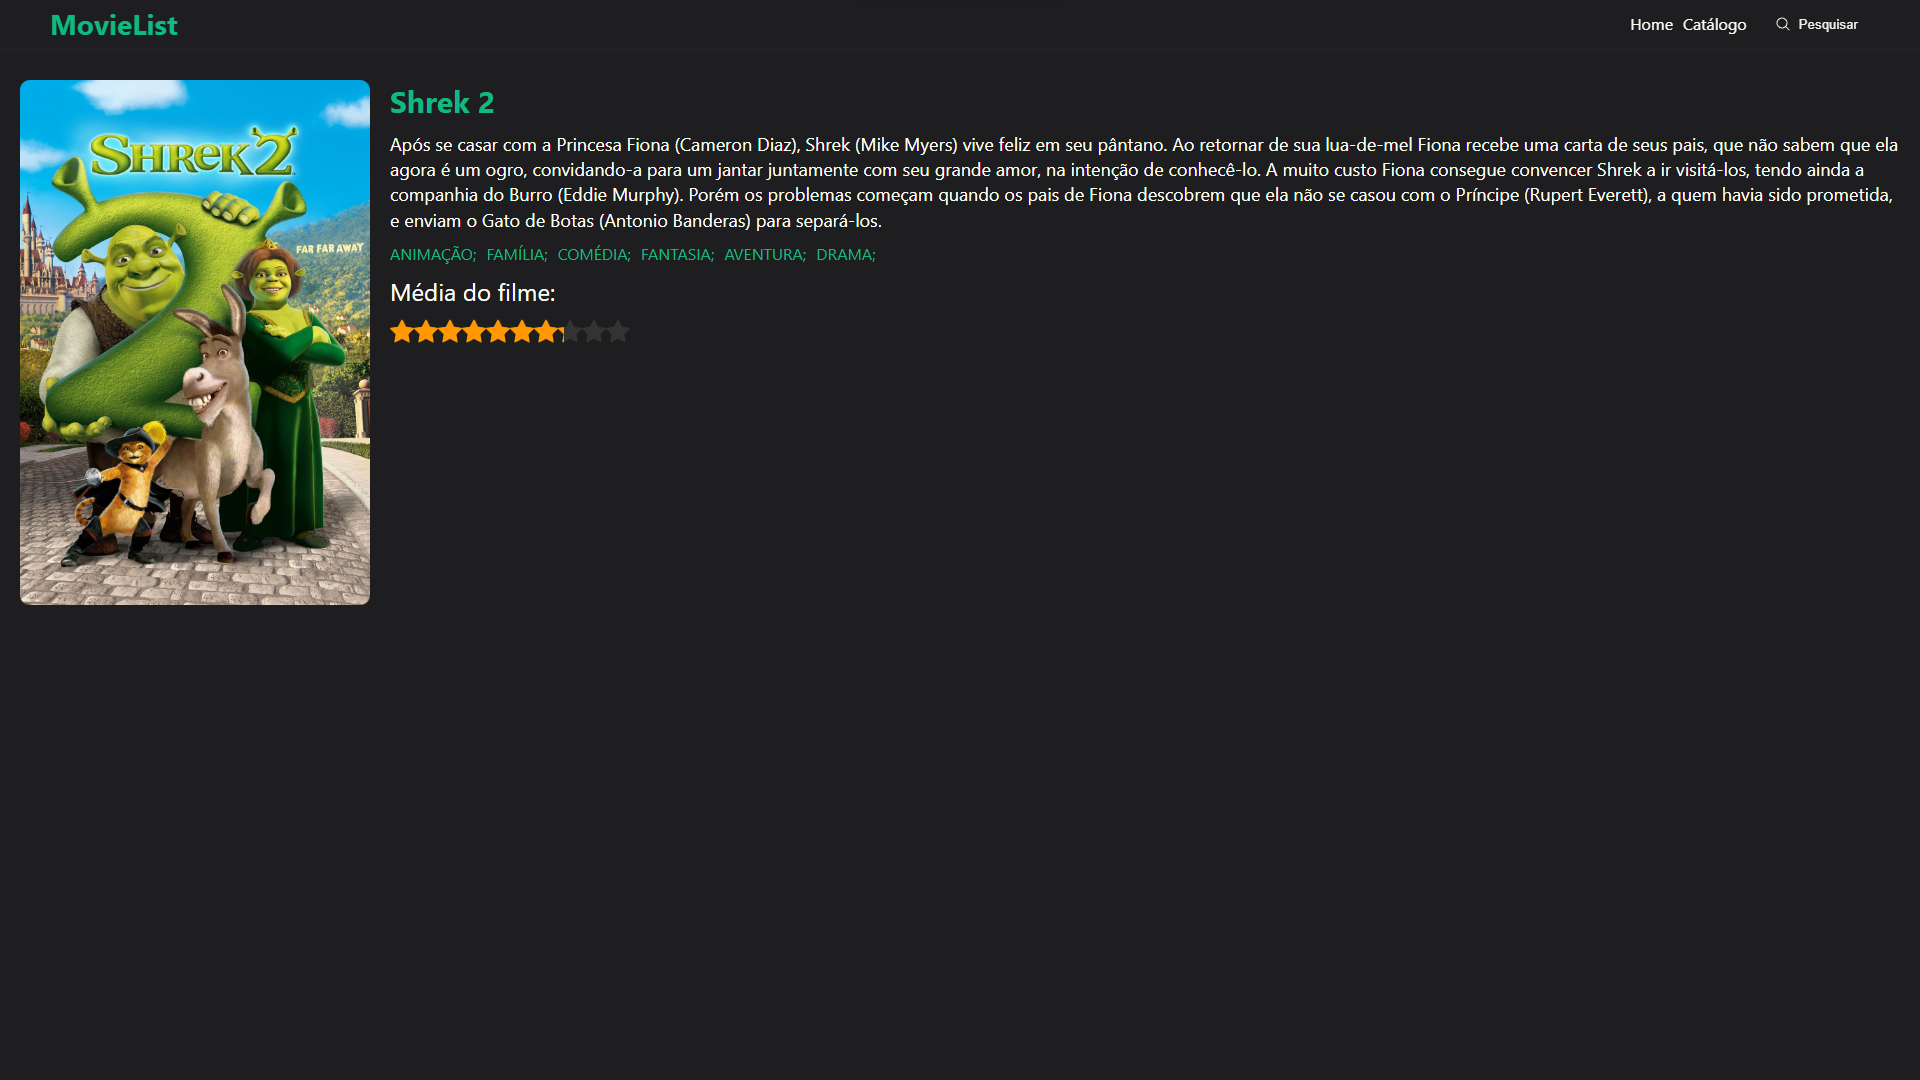 MovieList
Home Catálogo Pesquisar
SHREK 2
FAR FAR AWAY
Shrek 2
Após se casar com a Princesa Fiona (Cameron Diaz), Shrek (Mike Myers) vive feliz em seu pântano. Ao retornar de sua lua-de-mel Fiona recebe uma carta de seus pais, que não sabem que ela
agora é um ogro, convidando-a para um jantar juntamente com seu grande amor, na intenção de conhecê-lo. A muito custo Fiona consegue convencer Shrek a ir visitá-los, tendo ainda a
companhia do Burro (Eddie Murphy). Porém os problemas começam quando os pais de Fiona descobrem que ela não se casou com o Príncipe (Rupert Everett), a quem havia sido prometida,
e enviam o Gato de Botas (Antonio Banderas) para separá-los.
ANIMAÇÃO; FAMÍLIA; COMÉDIA; FANTASIA; AVENTURA; DRAMA;
Média do filme: